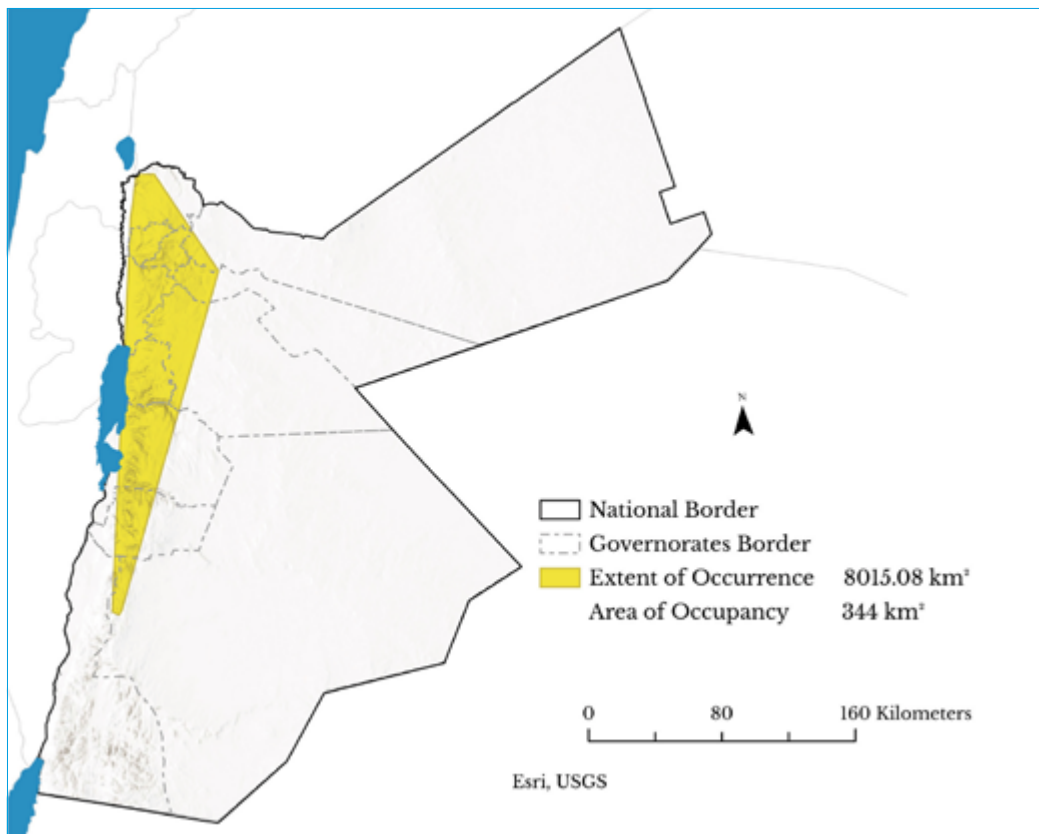 N
National Border
Governorates Border
Extent of Occurrence 8015.08 km²
Area of Occupancy 344 km²
0 80 160 Kilometers
Esri, USGS